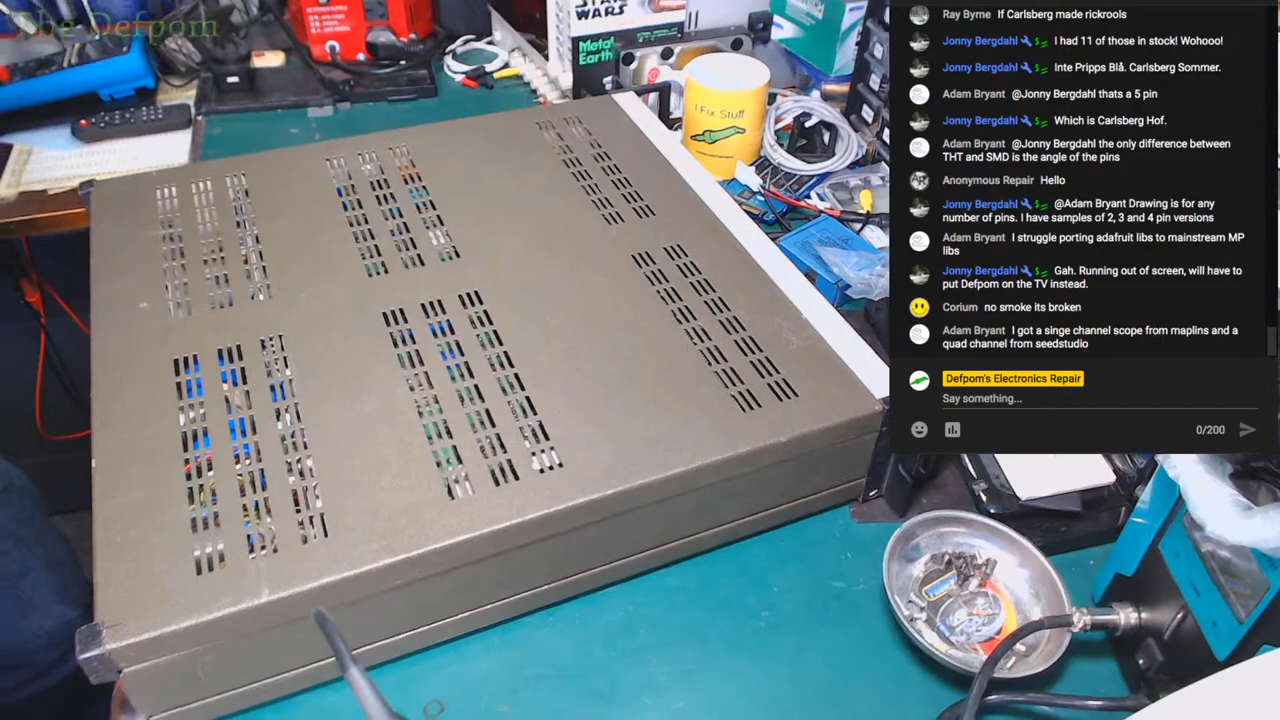 The Defpom
STAR
WARS
Metal
Earth
I Fix Stuff
Ray Byrne If Carlsberg made rickrools
Jonny Bergdahl I had 11 of those in stock! Wohooo!
Jonny Bergdahl Inte Pripps Blå. Carlsberg Sommer.
Adam Bryant @Jonny Bergdahl thats a 5 pin
Jonny Bergdahl Which is Carlsberg Hof.
Adam Bryant @Jonny Bergdahl the only difference between
THT and SMD is the angle of the pins
Anonymous Repair Hello
Jonny Bergdahl @Adam Bryant Drawing is for any
number of pins. I have samples of 2, 3 and 4 pin versions
Adam Bryant I struggle porting adafruit libs to mainstream MP
libs
Jonny Bergdahl Gah. Running out of screen, will have to
put Defpom on the TV instead.
Corium no smoke its broken
Adam Bryant I got a singe channel scope from maplins and a
quad channel from seedstudio
Defpom's Electronics Repair
Say something...
0/200